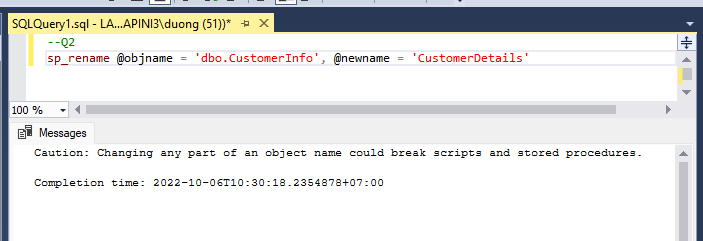 SQLQuery1.sql - LA...APINI3\duong (51))*
--Q2
sp_rename @objname = 'dbo.CustomerInfo', @newname = 'CustomerDetails'
100 %
Messages
Caution: Changing any part of an object name could break scripts and stored procedures.
Completion time: 2022-10-06T10:30:18.2354878+07:00